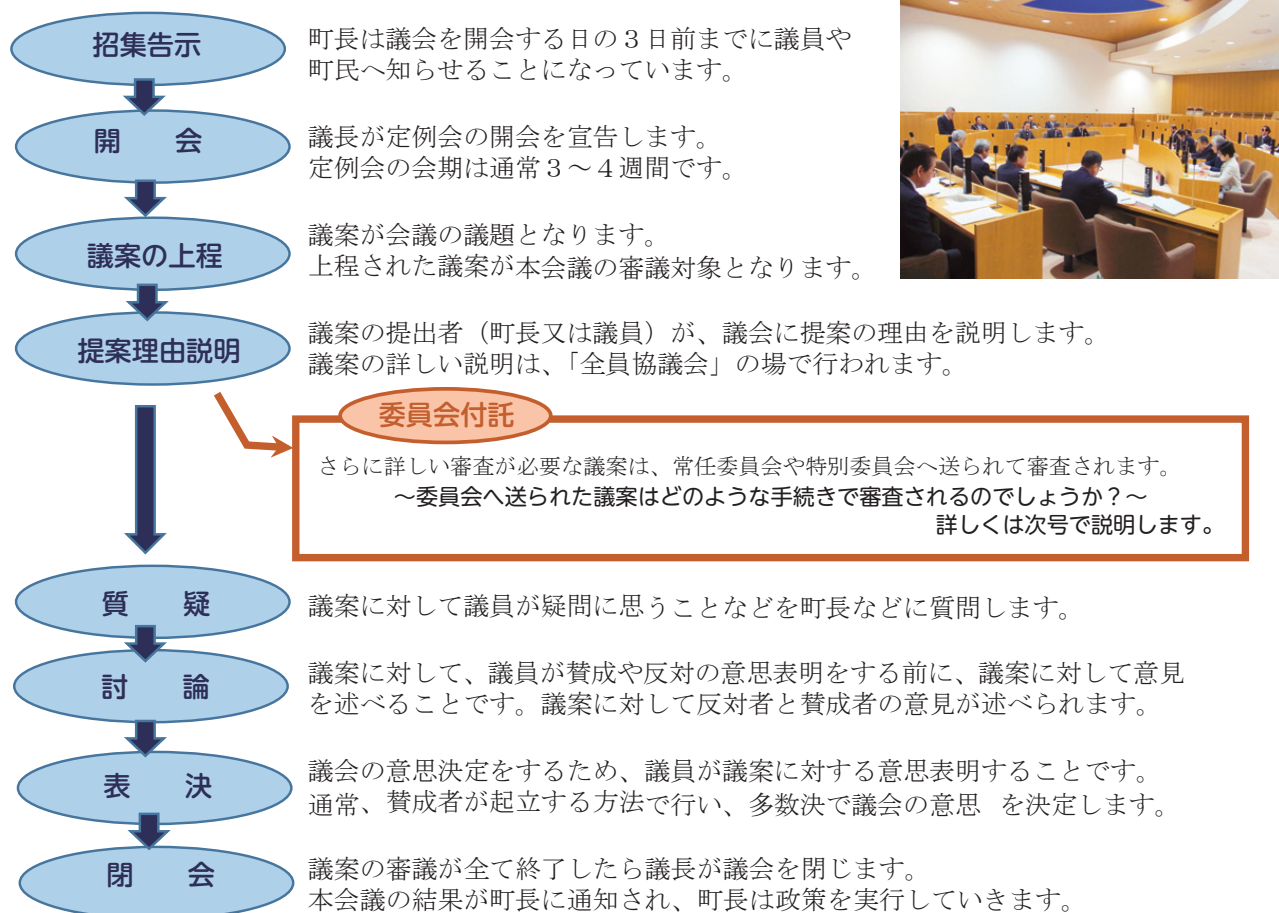 招集告示
町長は議会を開会する日の3日前までに議員や
町民へ知らせることになっています。
開　会
議長が定例会の開会を宣告します。
定例会の会期は通常3～4週間です。
議案の上程
議案が会議の議題となります。
上程された議案が本会議の審議対象となります。
提案理由説明
議案の提出者（町長又は議員）が、議会に提案の理由を説明します。
議案の詳しい説明は、「全員協議会」の場で行われます。
委員会付託
さらに詳しい審査が必要な議案は、常任委員会や特別委員会へ送られて審査されます。
～委員会へ送られた議案はどのような手続きで審査されるのでしょうか？～
詳しくは次号で説明します。
質　疑
議案に対して議員が疑問に思うことなどを町長などに質問します。
討　論
議案に対して、議員が賛成や反対の意思表明をする前に、議案に対して意見
を述べることです。議案に対して反対者と賛成者の意見が述べられます。
表　決
議会の意思決定をするため、議員が議案に対する意思表明することです。
通常、賛成者が起立する方法で行い、多数決で議会の意思 を決定します。
閉　会
議案の審議が全て終了したら議長が議会を閉じます。
本会議の結果が町長に通知され、町長は政策を実行していきます。